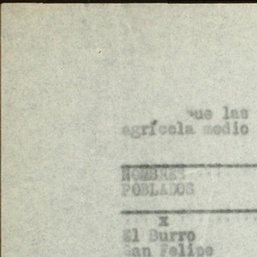 que las
agrícola medio
NOMBRES
POBLADOS
X
El Burro
San Felipe